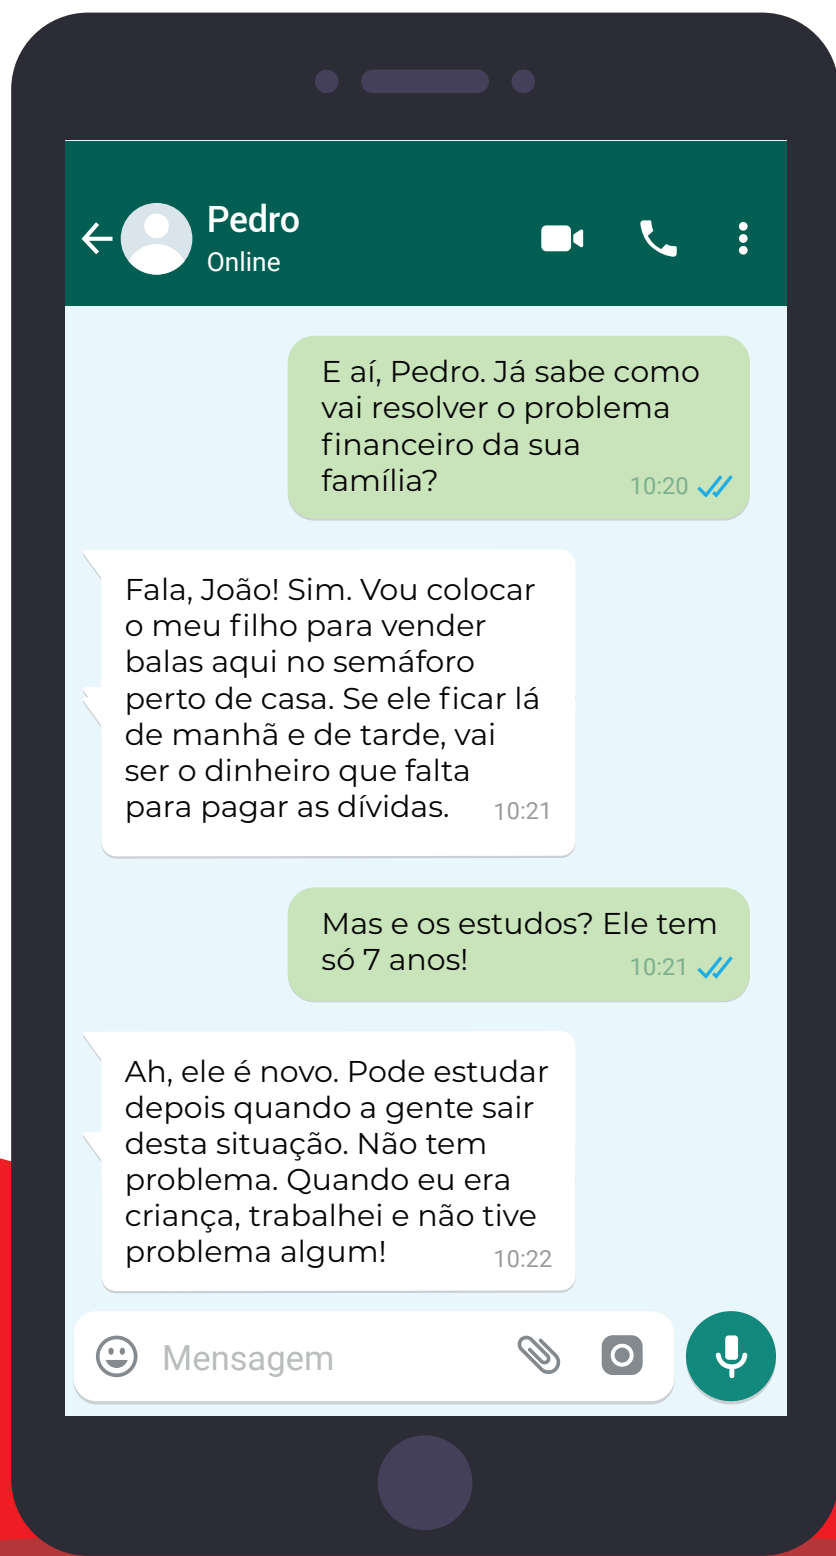 Pedro
Online
E aí, Pedro. Já sabe como
vai resolver o problema
financeiro da sua
família?
10:20
Fala, João! Sim. Vou colocar
o meu filho para vender
balas aqui no semáforo
perto de casa. Se ele ficar lá
de manhã e de tarde, vai
ser o dinheiro que falta
para pagar as dívidas.
10:21
Mas e os estudos? Ele tem
só 7 anos!
10:21
Ah, ele é novo. Pode estudar
depois quando a gente sair
desta situação. Não tem
problema. Quando eu era
criança, trabalhei e não tive
problema algum!
10:22
Mensagem